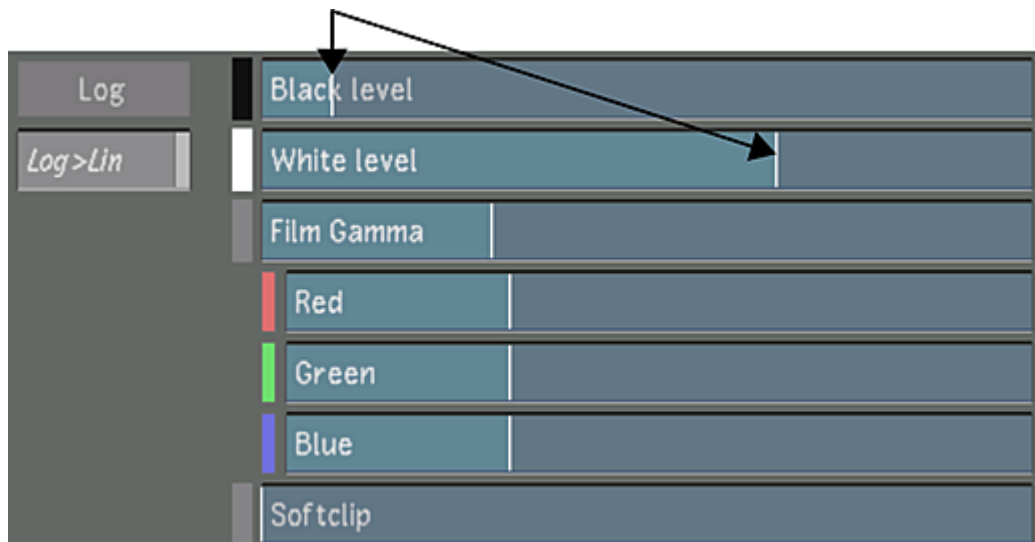 Log
Black level
Log>Lin
White level
Film Gamma
Red
Green
Blue
Softclip